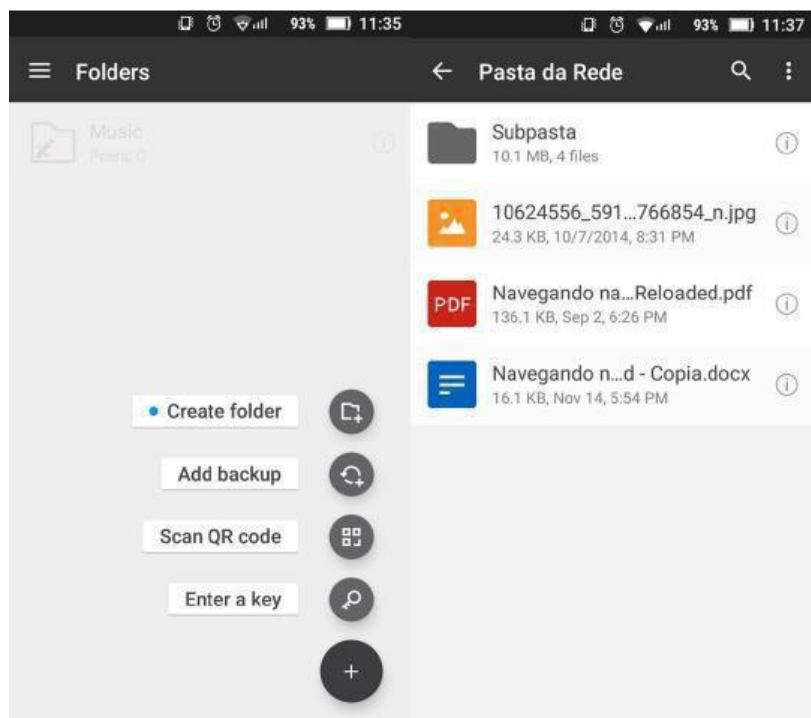 93% 11:35
Folders
Music
Peers: 0
Create folder
Add backup
Scan QR code
Enter a key
93% 11:37
Pasta da Rede
Subpasta
10.1 MB, 4 files
10624556_591...766854_n.jpg
24.3 KB, 10/7/2014, 8:31 PM
PDF
Navegando na...Reloaded.pdf
136.1 KB, Sep 2, 6:26 PM
Navegando n...d - Copia.docx
16.1 KB, Nov 14, 5:54 PM